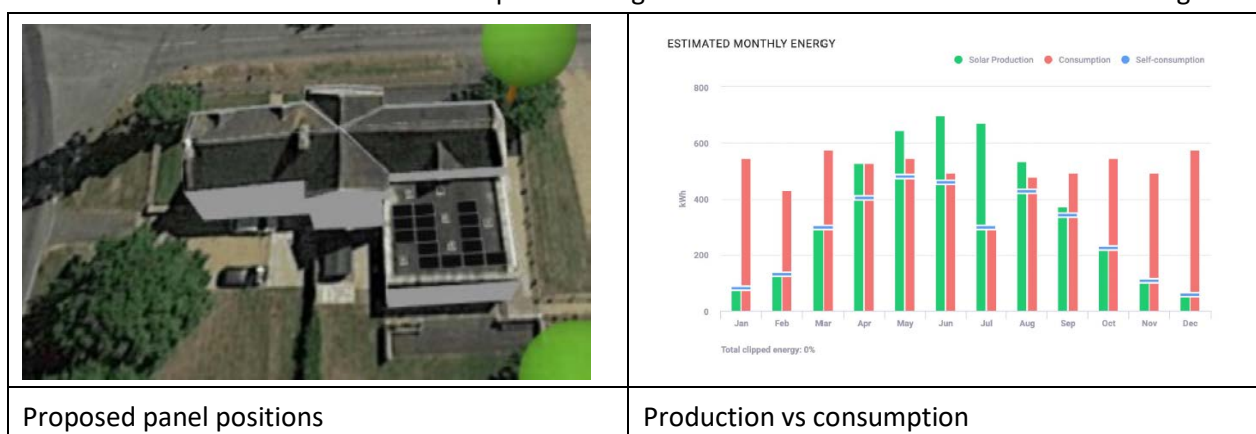 ESTIMATED MONTHLY ENERGY
Solar Production Consumption Self-consumption
800
600
400
200
0
kWh
Jan Feb Mar Apr May Jun Jul Aug Sep Oct Nov Dec
Total clipped energy: 0%
Proposed panel positions
Production vs consumption